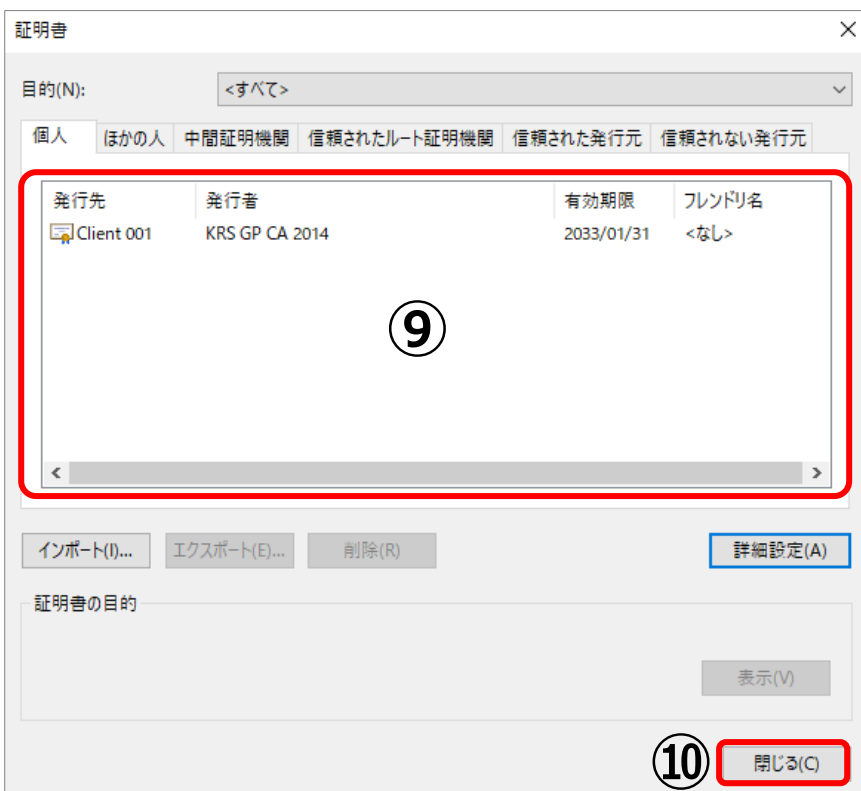 証明書
目的(N): <すべて>
個人 ほかの人 中間証明機関 信頼されたルート証明機関 信頼された発行元 信頼されない発行元
発行先 発行者 有効期限 フレンドリ名
Client 001 KRS GP CA 2014 2033/01/31 <なし>
⑨
インポート(I)... エクスポート(E)... 削除(R) 詳細設定(A)
証明書の目的
表示(V)
⑩ 閉じる(C)